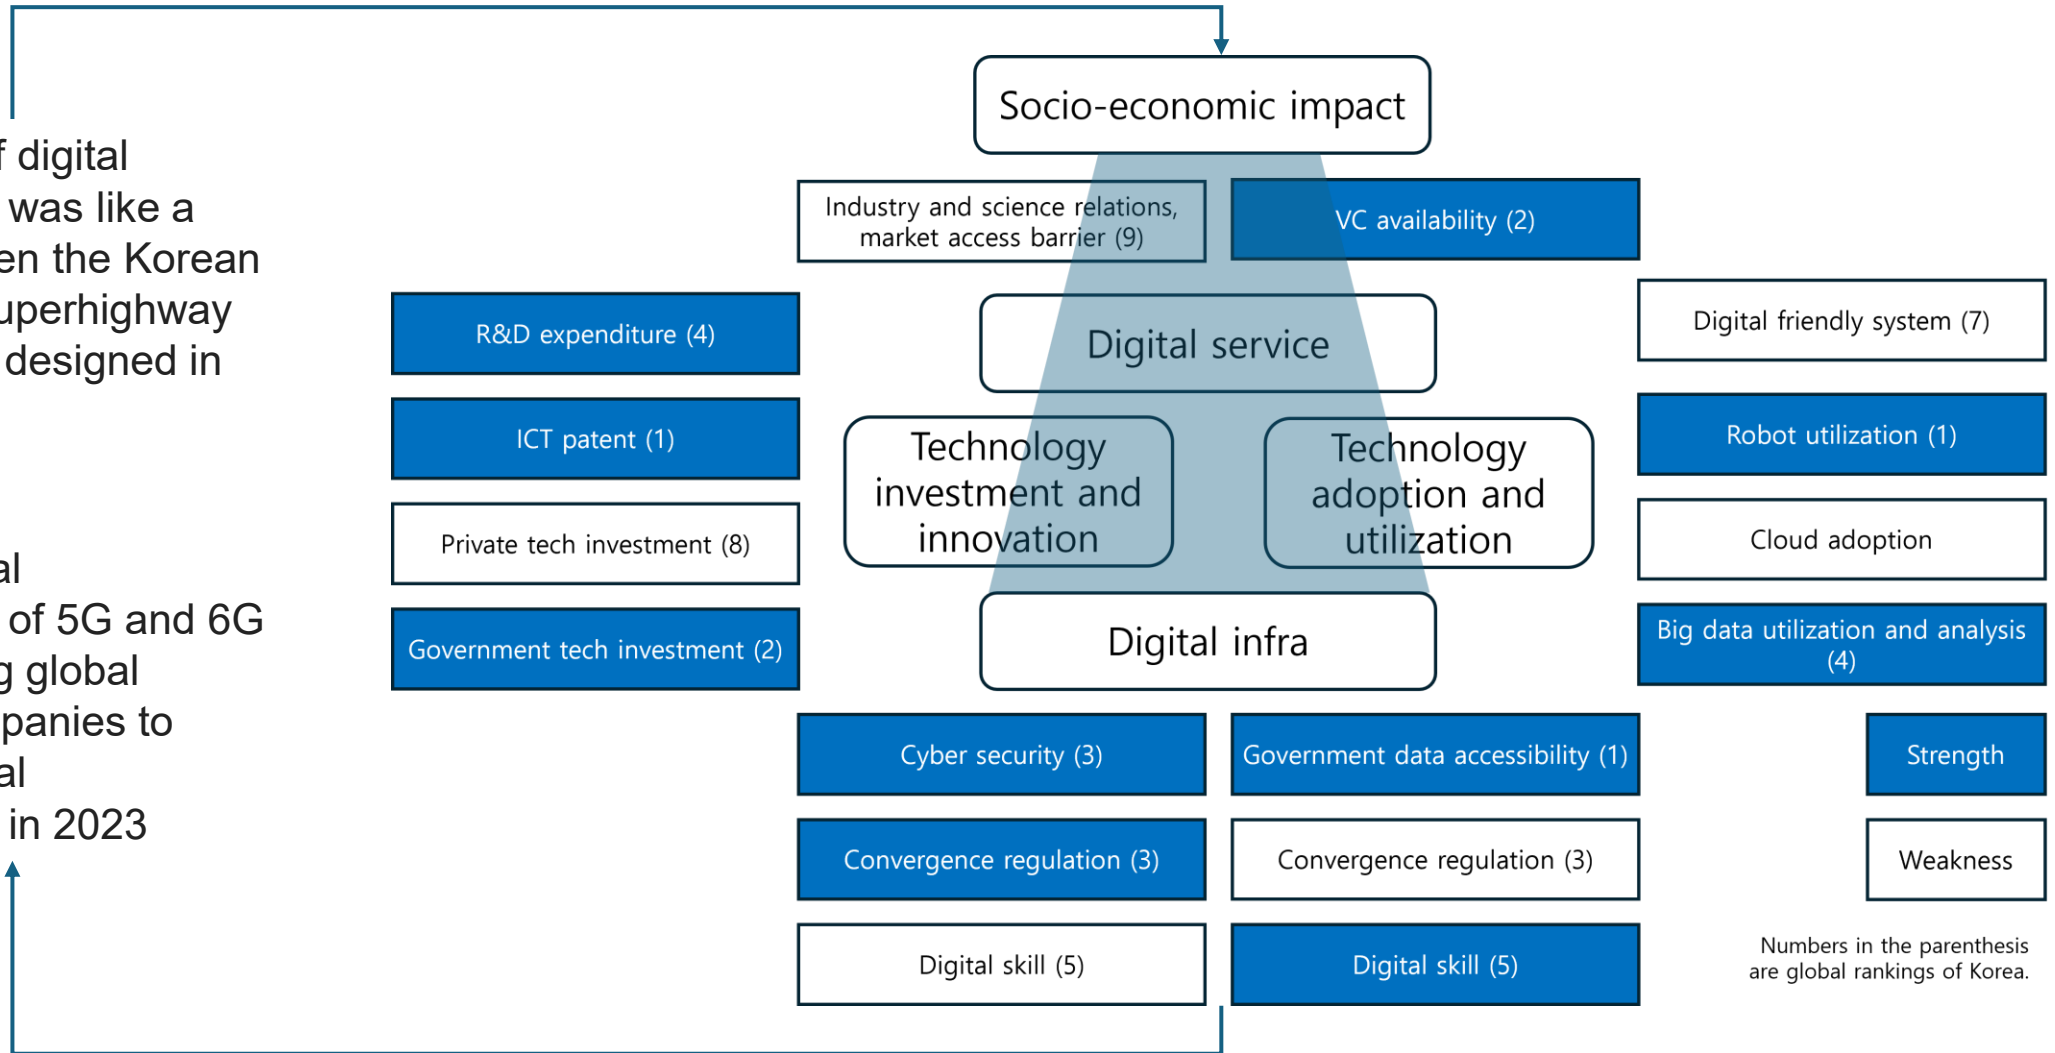 f digital
was like a
en the Korean
uperhighway
designed in
al
of 5G and 6G
g global
panies to
al
in 2023
Socio-economic impact
Industry and science relations,
market access barrier (9)
VC availability (2)
R&D expenditure (4)
Digital service
Digital friendly system (7)
ICT patent (1)
Technology
investment and
innovation
Technology
adoption and
utilization
Robot utilization (1)
Private tech investment (8)
Cloud adoption
Government tech investment (2)
Digital infra
Big data utilization and analysis
(4)
Cyber security (3)
Government data accessibility (1)
Strength
Convergence regulation (3)
Convergence regulation (3)
Weakness
Digital skill (5)
Digital skill (5)
Numbers in the parenthesis
are global rankings of Korea.